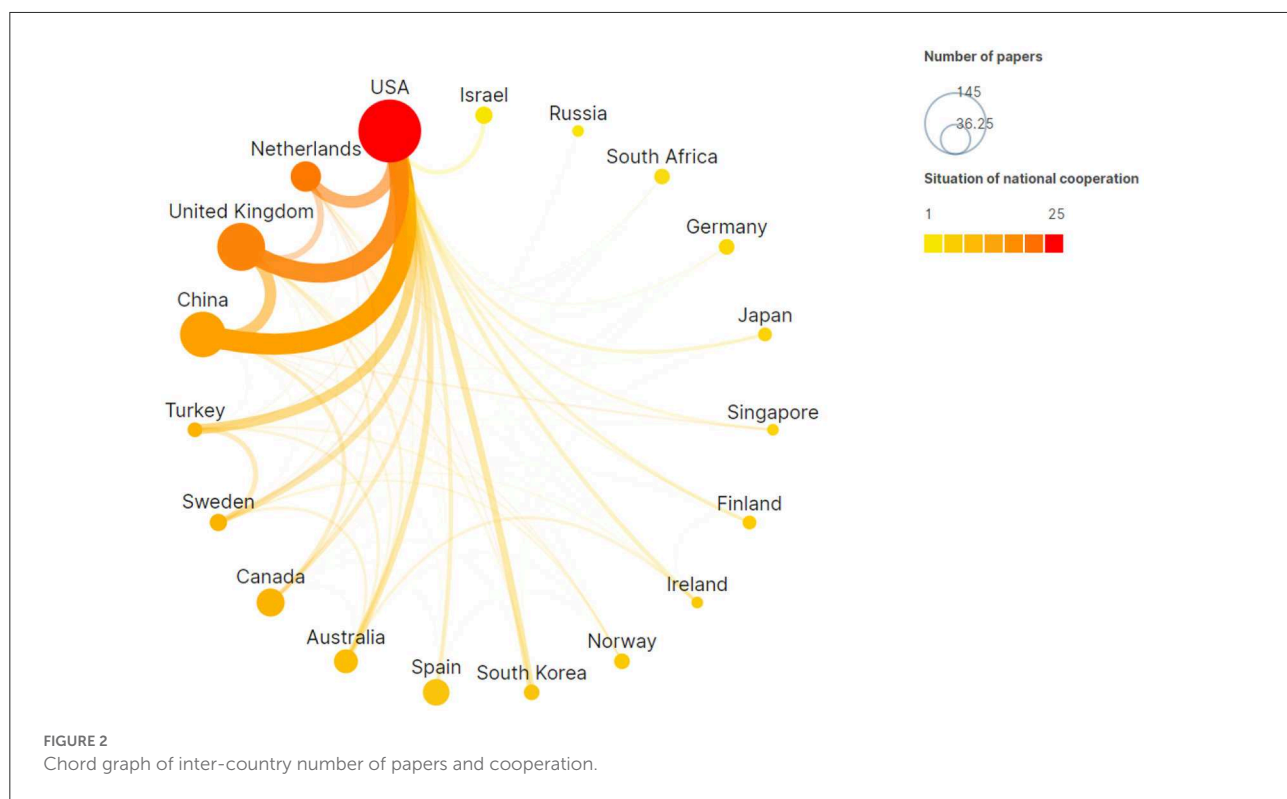 USA
Israel
Russia
Netherlands
South Africa
United Kingdom
Germany
China
Japan
Turkey
Singapore
Sweden
Finland
Canada
Ireland
Australia
Norway
Spain
South Korea
Number of papers
145
36.25
Situation of national cooperation
1 25
FIGURE 2
Chord graph of inter-country number of papers and cooperation.